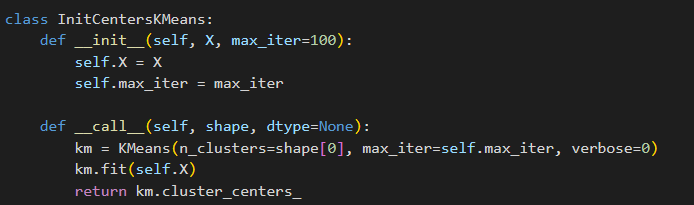 class InitCentersKMeans:
    def __init__(self, X, max_iter=100):
        self.X = X
        self.max_iter = max_iter

    def __call__(self, shape, dtype=None):
        km = KMeans(n_clusters=shape[0], max_iter=self.max_iter, verbose=0)
        km.fit(self.X)
        return km.cluster_centers_